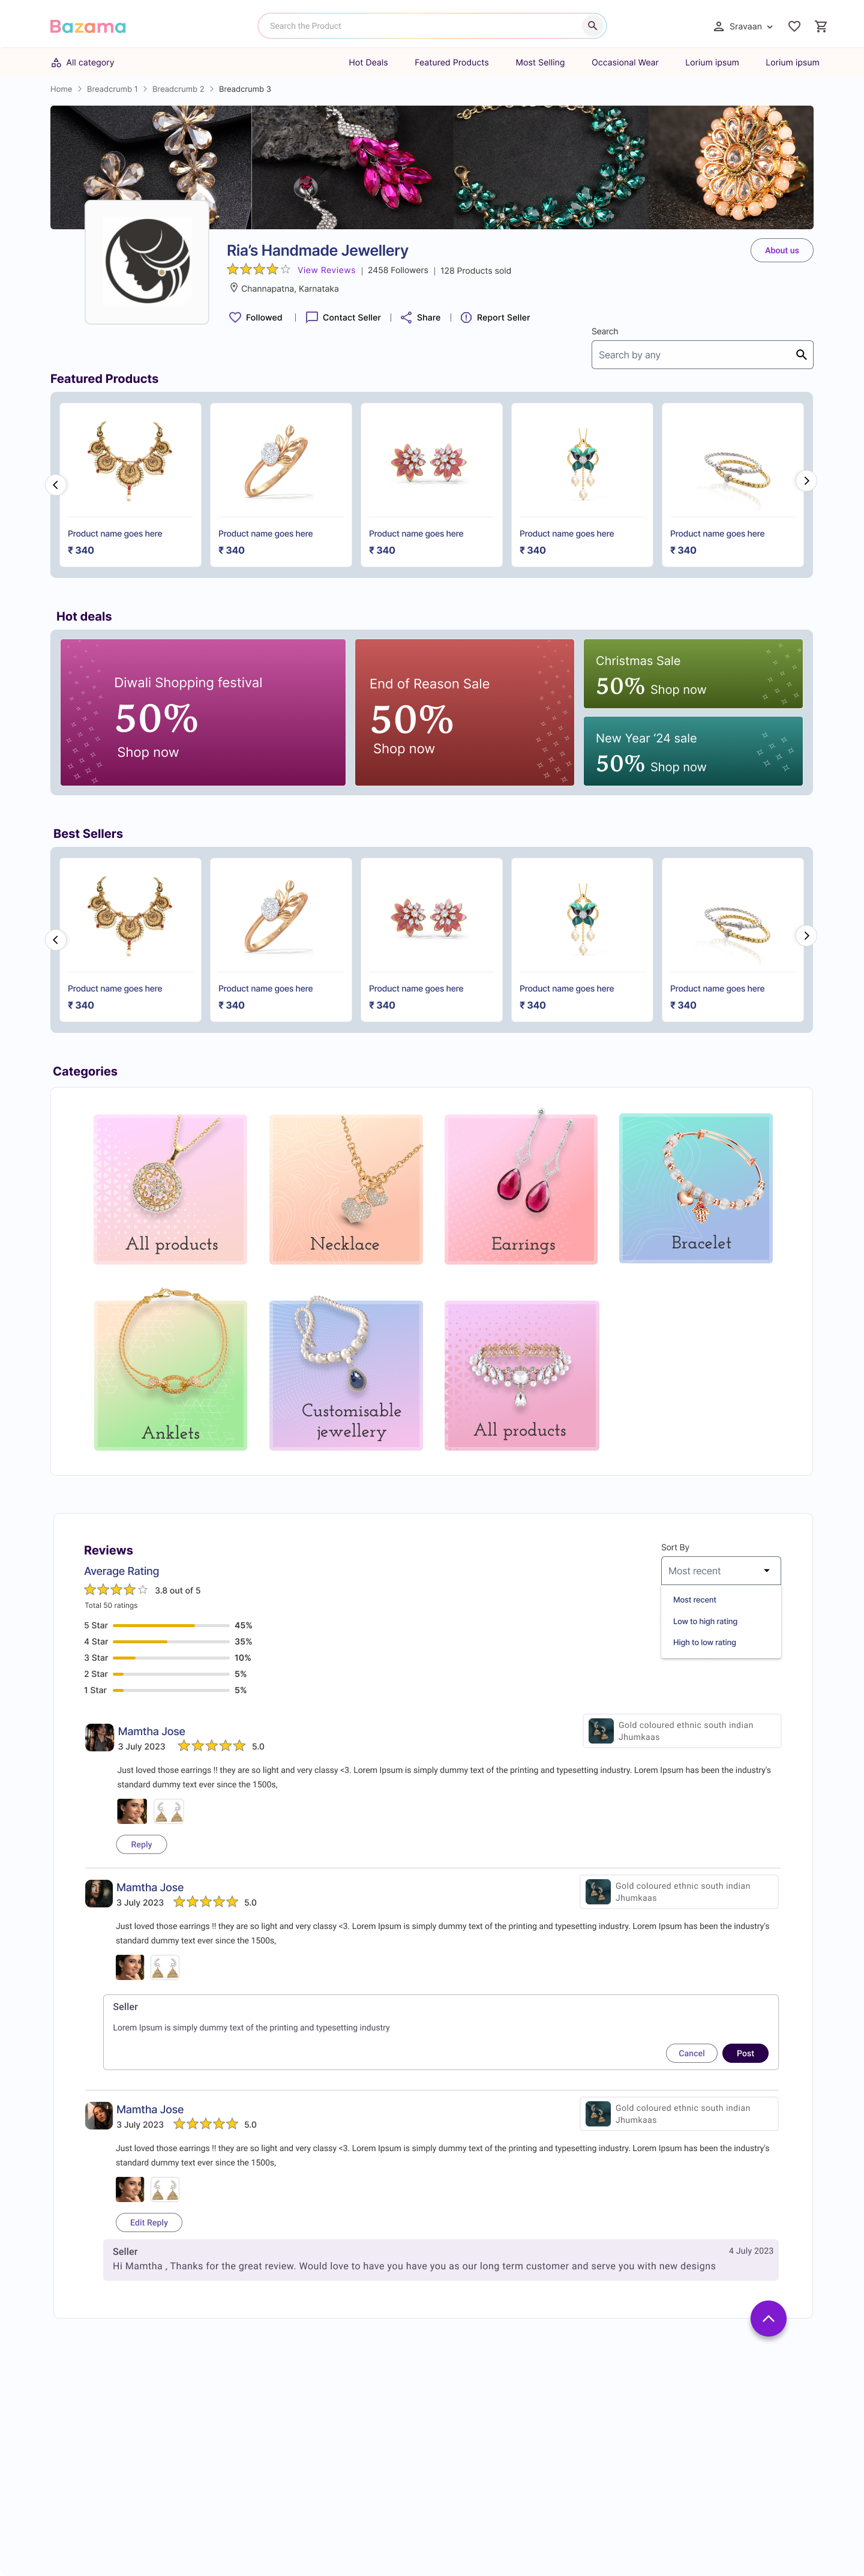 Bazama
Search the Product
Sravaan
All category
Hot Deals
Featured Products
Most Selling
Occasional Wear
Lorium ipsum
Lorium ipsum
Home > Breadcrumb 1 > Breadcrumb 2 > Breadcrumb 3
Ria’s Handmade Jewellery
About us
View Reviews | 2458 Followers | 128 Products sold
Channapatna, Karnataka
Followed | Contact Seller | Share | Report Seller
Search
Search by any
Featured Products
Product name goes here
₹ 340
Product name goes here
₹ 340
Product name goes here
₹ 340
Product name goes here
₹ 340
Product name goes here
₹ 340
Hot deals
Diwali Shopping festival
50%
Shop now
End of Reason Sale
50%
Shop now
Christmas Sale
50% Shop now
New Year ‘24 sale
50% Shop now
Best Sellers
Product name goes here
₹ 340
Product name goes here
₹ 340
Product name goes here
₹ 340
Product name goes here
₹ 340
Product name goes here
₹ 340
Categories
All products
Necklace
Earrings
Bracelet
Anklets
Customisable
jewellery
All products
Reviews
Average Rating
3.8 out of 5
Total 50 ratings
5 Star 45%
4 Star 35%
3 Star 10%
2 Star 5%
1 Star 5%
Sort By
Most recent
Most recent
Low to high rating
High to low rating
Mamtha Jose
3 July 2023 5.0
Gold coloured ethnic south indian
Jhumkaas
Just loved those earrings !! they are so light and very classy <3. Lorem Ipsum is simply dummy text of the printing and typesetting industry. Lorem Ipsum has been the industry's
standard dummy text ever since the 1500s,
Reply
Mamtha Jose
3 July 2023 5.0
Gold coloured ethnic south indian
Jhumkaas
Just loved those earrings !! they are so light and very classy <3. Lorem Ipsum is simply dummy text of the printing and typesetting industry. Lorem Ipsum has been the industry's
standard dummy text ever since the 1500s,
Seller
Lorem Ipsum is simply dummy text of the printing and typesetting industry
Cancel
Post
Mamtha Jose
3 July 2023 5.0
Gold coloured ethnic south indian
Jhumkaas
Just loved those earrings !! they are so light and very classy <3. Lorem Ipsum is simply dummy text of the printing and typesetting industry. Lorem Ipsum has been the industry's
standard dummy text ever since the 1500s,
Edit Reply
Seller
4 July 2023
Hi Mamtha , Thanks for the great review. Would love to have you have you as our long term customer and serve you with new designs